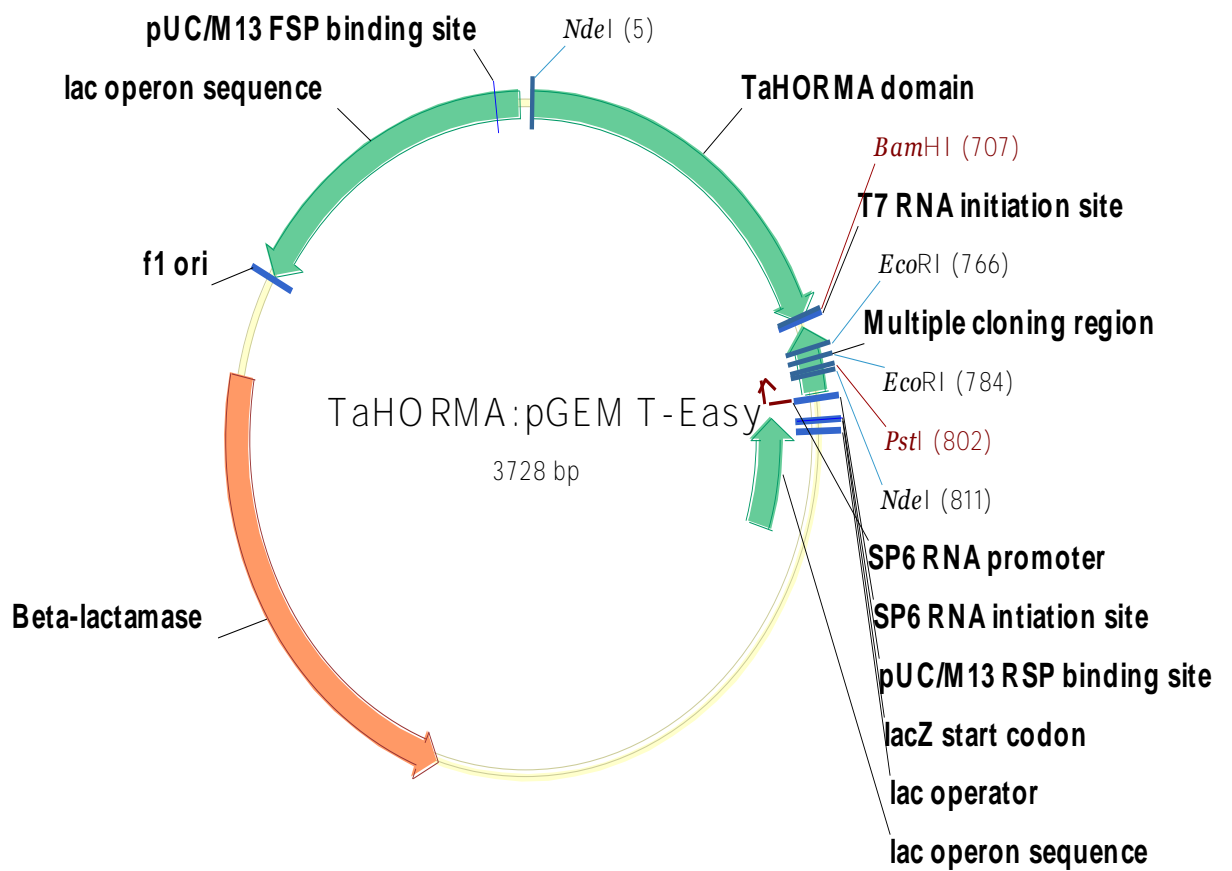 pUC/M13 FSP binding site
NdeI (5)
lac operon sequence
TaHORMA domain
BamHI (707)
T7 RNA initiation site
f1 ori
EcoRI (766)
Multiple cloning region
EcoRI (784)
TaHORMA:pGEM T-Easy
PstI (802)
3728 bp
NdeI (811)
SP6 RNA promoter
Beta-lactamase
SP6 RNA intiation site
pUC/M13 RSP binding site
lacZ start codon
lac operator
lac operon sequence